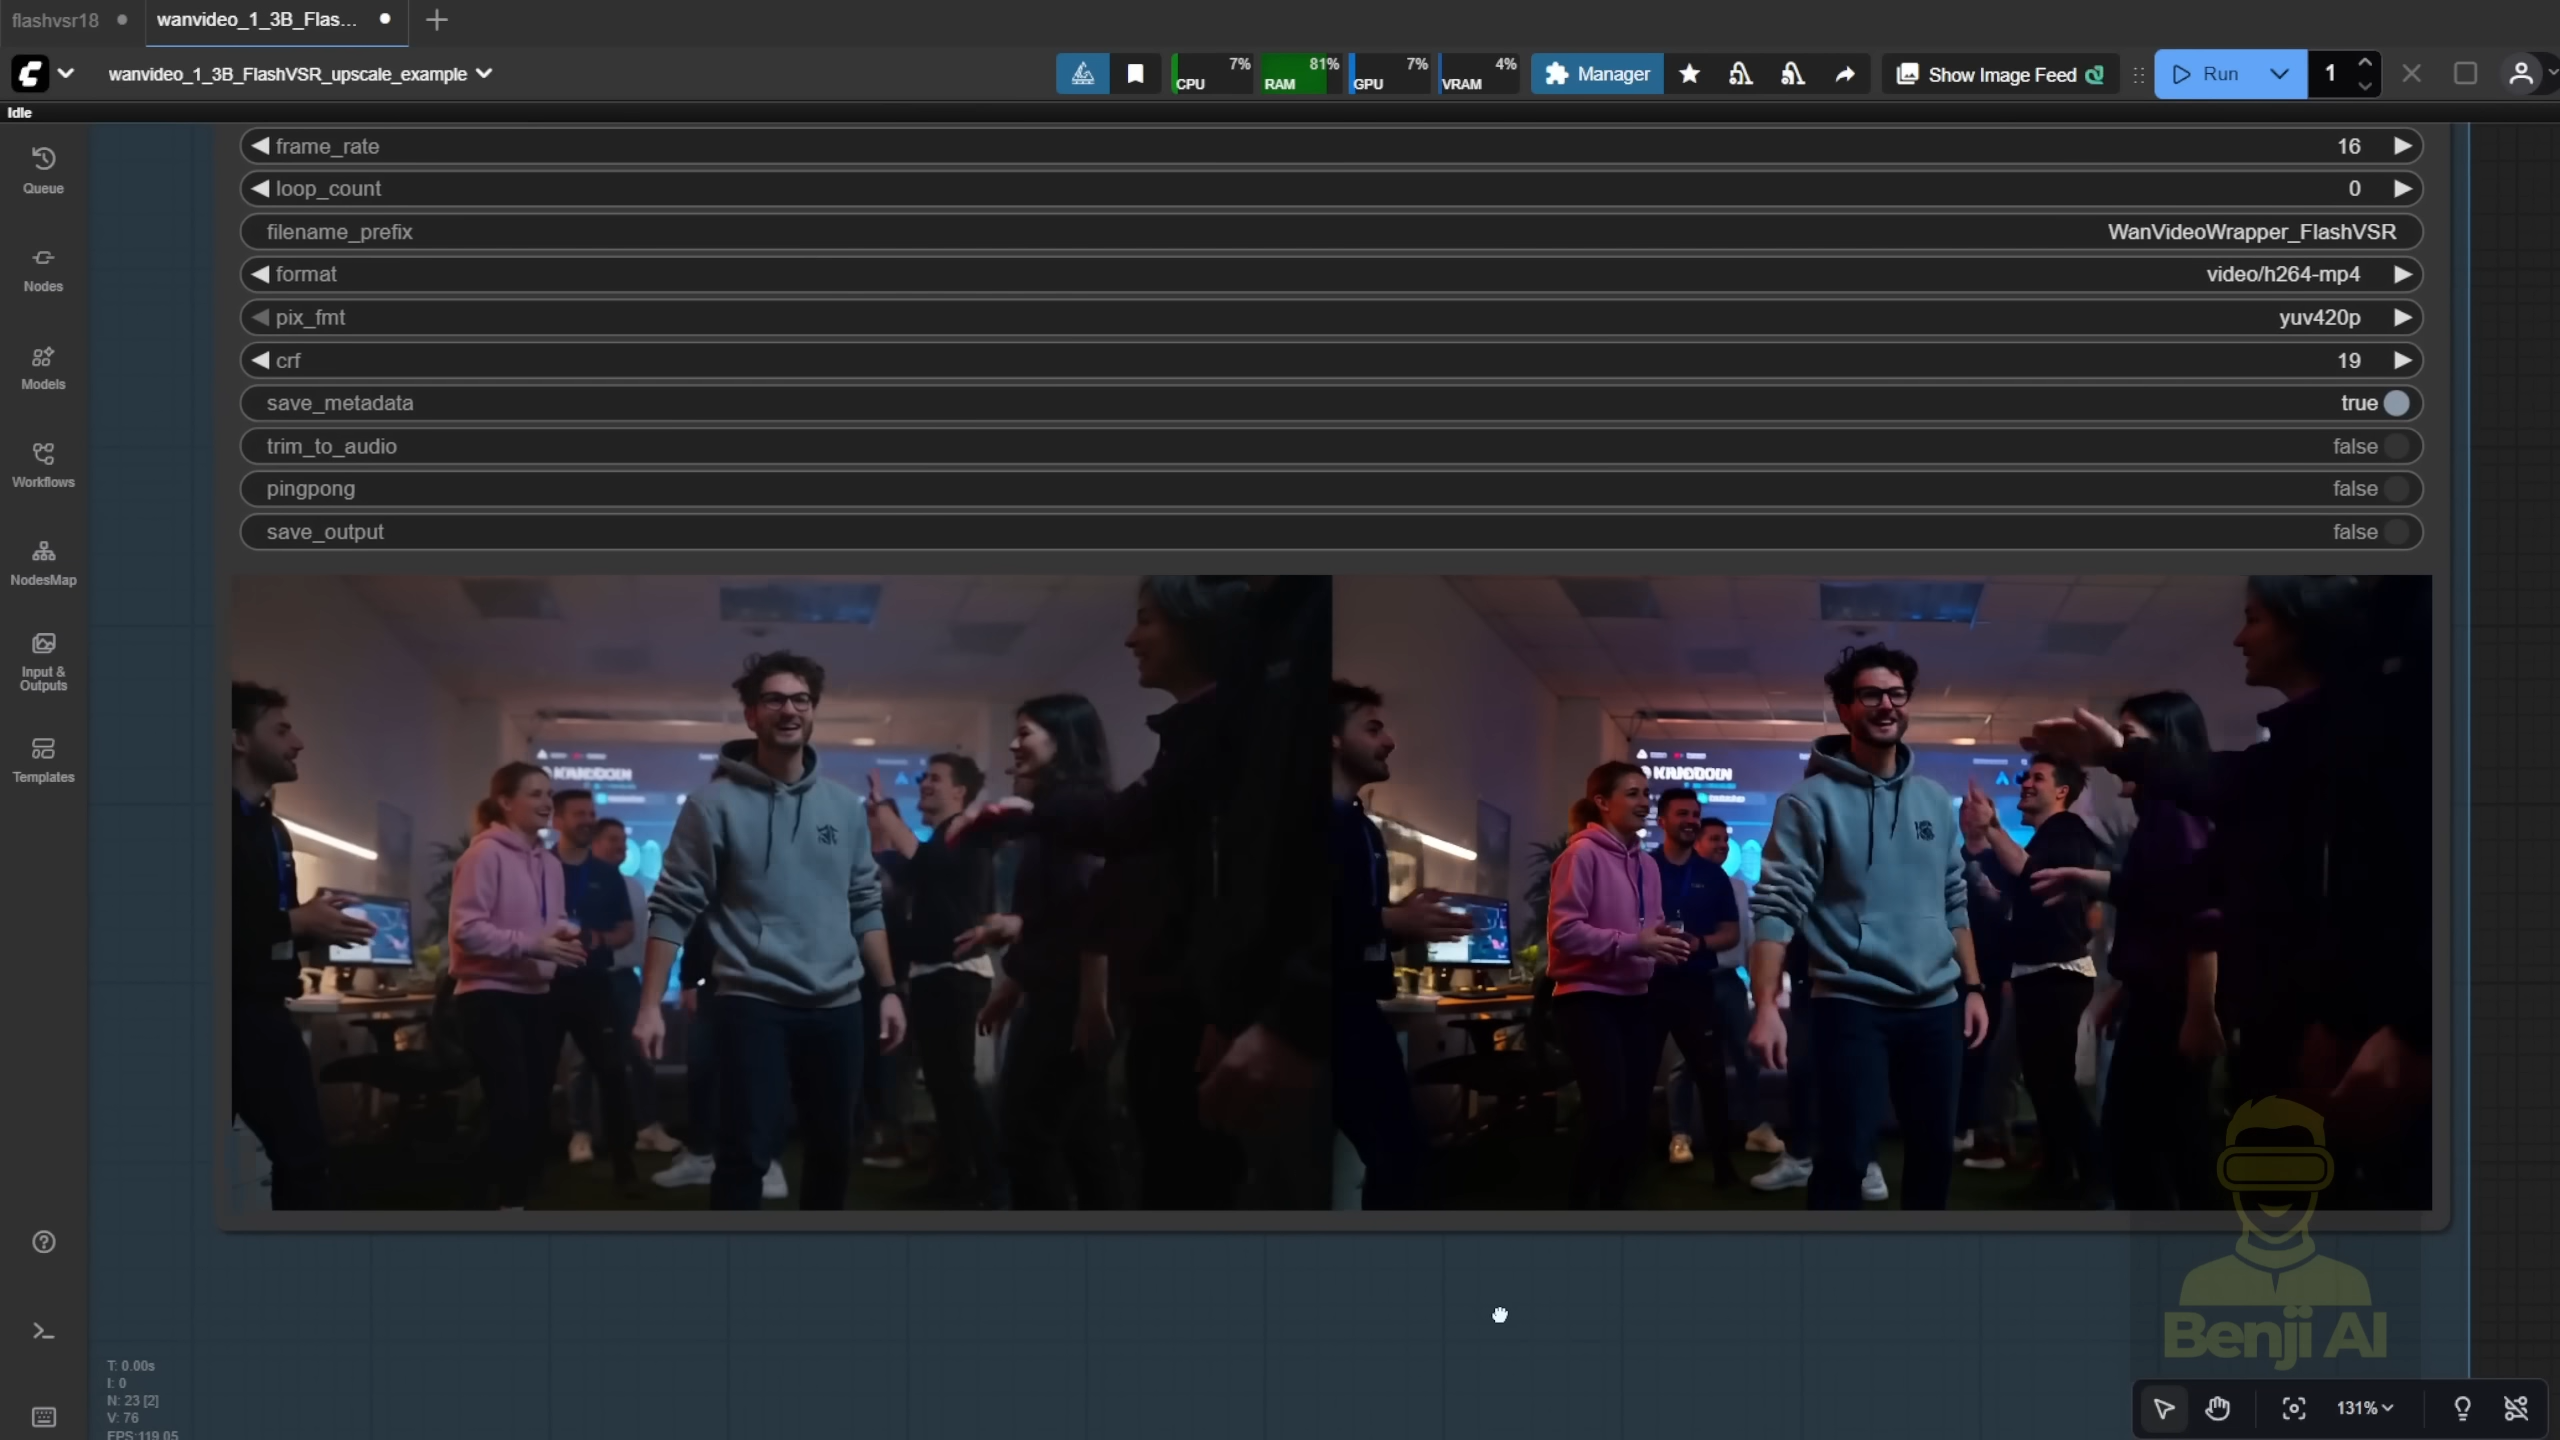 flashvsr18
wanvideo_1_3B_Flas...
wanvideo_1_3B_FlashVSR_upscale_example
CPU 7%
RAM 81%
GPU 7%
VRAM 4%
Manager
Show Image Feed
Run
1
Idle
Queue
Nodes
Models
Workflows
NodesMap
Input &
Outputs
Templates
frame_rate 16
loop_count 0
filename_prefix WanVideoWrapper_FlashVSR
format video/h264-mp4
pix_fmt yuv420p
crf 19
save_metadata true
trim_to_audio false
pingpong false
save_output false
Benji AI
T: 0.00s
I: 0
N: 23 [2]
V: 76
FPS:119.05
131%